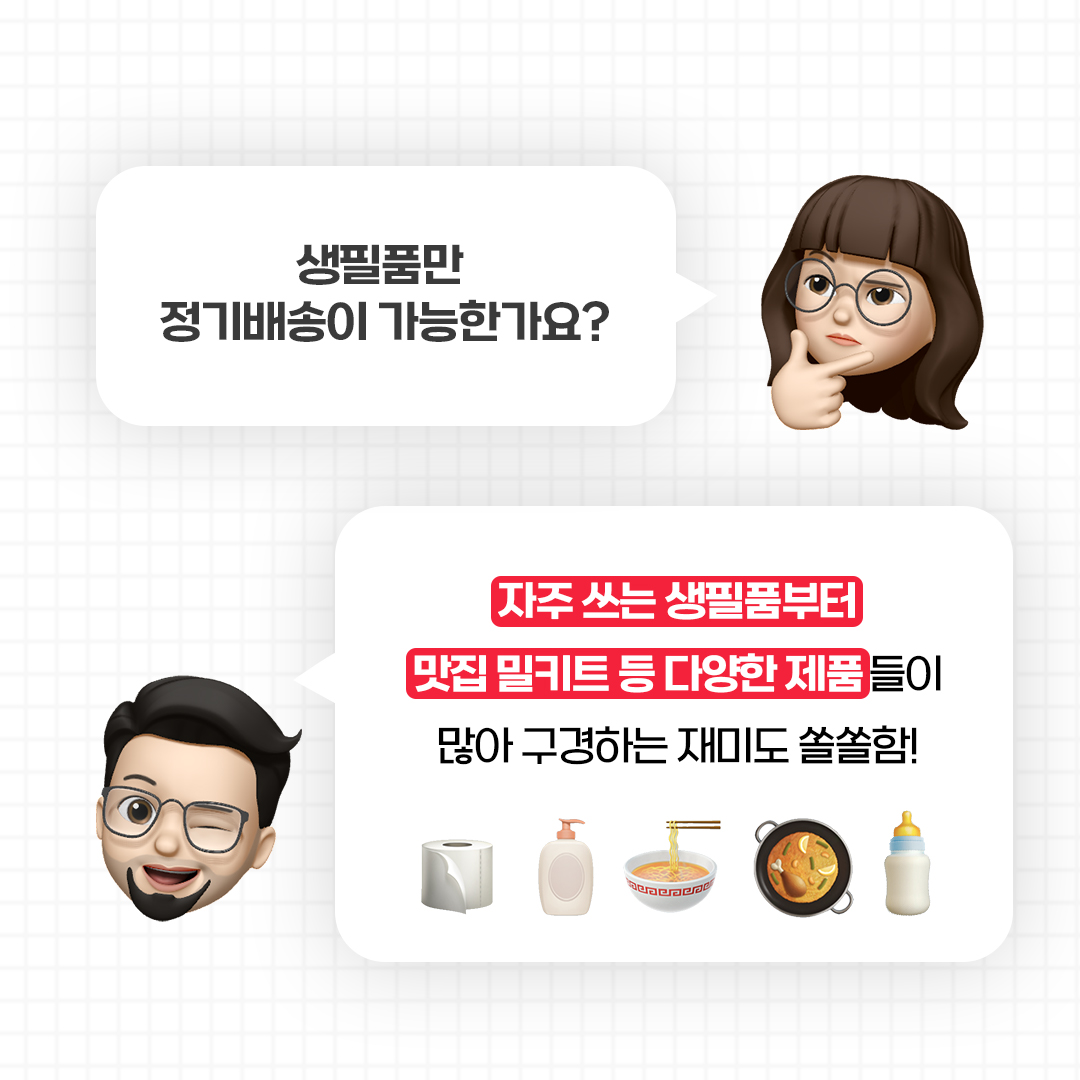 생필품만
정기배송이 가능한가요?
자주 쓰는 생필품부터
맛집 밀키트 등 다양한 제품들이
많아 구경하는 재미도 쏠쏠함!